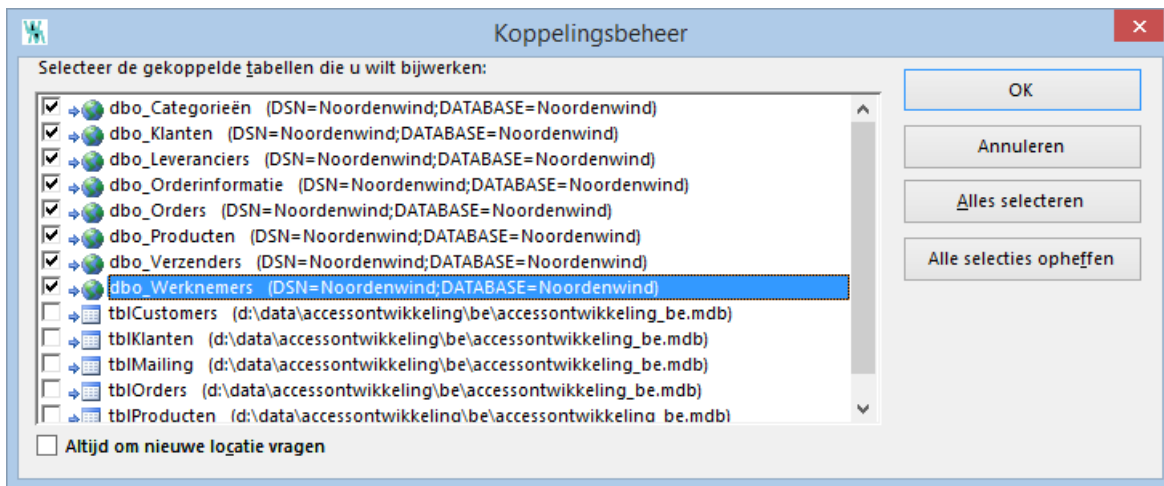 Koppelingsbeheer
Selecteer de gekoppelde tabellen die u wilt bijwerken:
dbo_Categorieën (DSN=Noordenwind;DATABASE=Noordenwind)
dbo_Klanten (DSN=Noordenwind;DATABASE=Noordenwind)
dbo_Leveranciers (DSN=Noordenwind;DATABASE=Noordenwind)
dbo_Orderinformatie (DSN=Noordenwind;DATABASE=Noordenwind)
dbo_Orders (DSN=Noordenwind;DATABASE=Noordenwind)
dbo_Producten (DSN=Noordenwind;DATABASE=Noordenwind)
dbo_Verzenders (DSN=Noordenwind;DATABASE=Noordenwind)
dbo_Werknemers (DSN=Noordenwind;DATABASE=Noordenwind)
tblCustomers (d:\data\accessontwikkeling\be\accessontwikkeling_be.mdb)
tblKlanten (d:\data\accessontwikkeling\be\accessontwikkeling_be.mdb)
tblMailing (d:\data\accessontwikkeling\be\accessontwikkeling_be.mdb)
tblOrders (d:\data\accessontwikkeling\be\accessontwikkeling_be.mdb)
tblProducten (d:\data\accessontwikkeling\be\accessontwikkeling_be.mdb)
Altijd om nieuwe locatie vragen
OK
Annuleren
Alles selecteren
Alle selecties opheffen